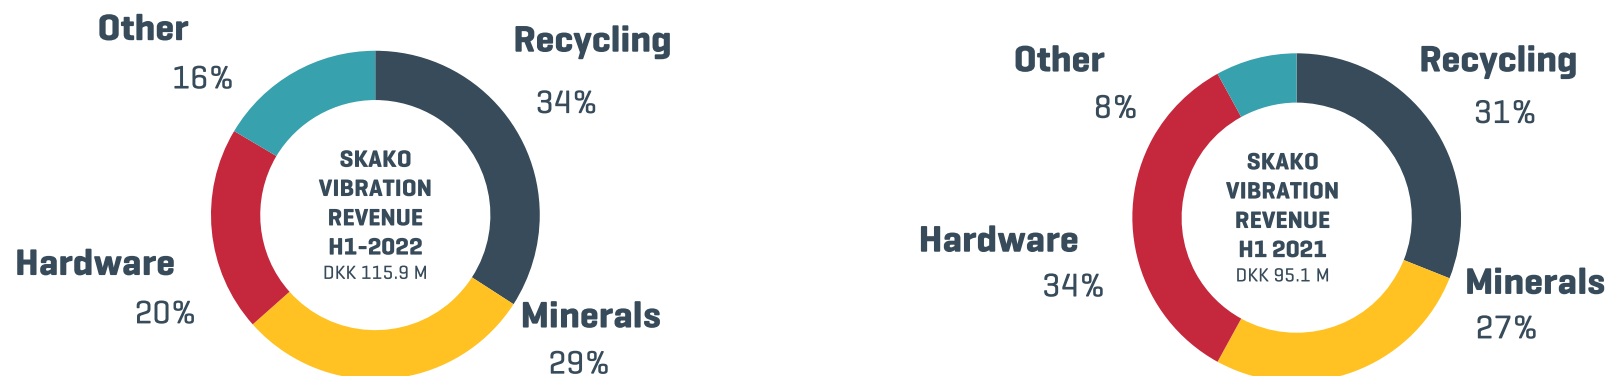 Other
16%
Recycling
34%
SKAKO
VIBRATION
REVENUE
H1-2022
DKK 115.9 M
Hardware
20%
Minerals
29%
Other
8%
Recycling
31%
SKAKO
VIBRATION
REVENUE
H1 2021
DKK 95.1 M
Hardware
34%
Minerals
27%